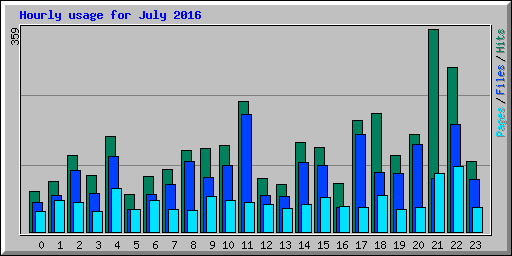 Hourly usage for July 2016
359
Pages/Files/Hits
0 1 2 3 4 5 6 7 8 9 10 11 12 13 14 15 16 17 18 19 20 21 22 23